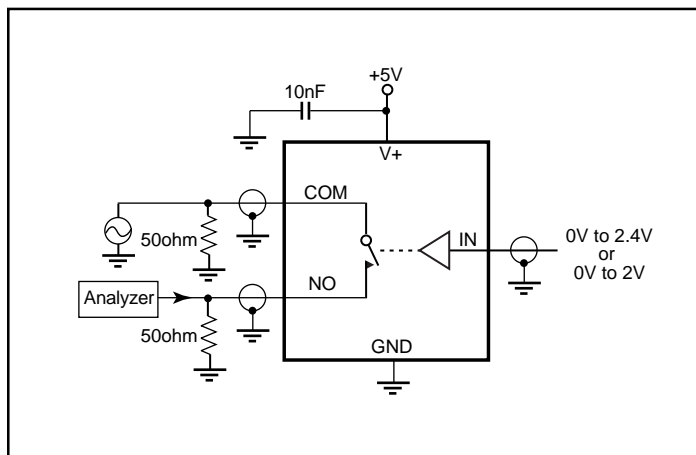 +5V
10nF
V+
COM
50ohm
IN
0V to 2.4V
or
0V to 2V
Analyzer
NO
50ohm
GND